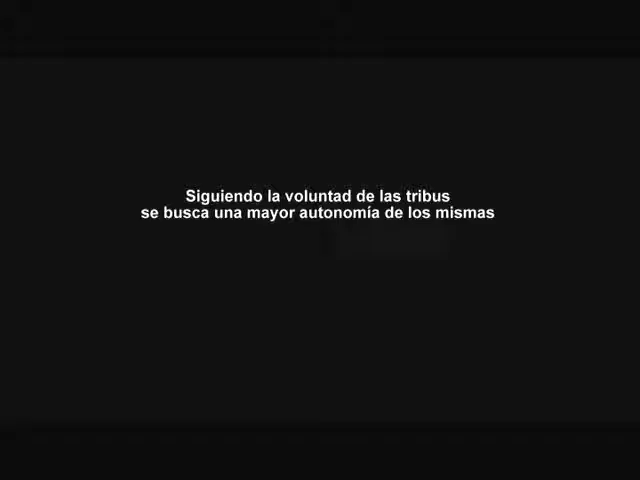 Siguiendo la voluntad de las tribus
se busca una mayor autonomía de los mismas